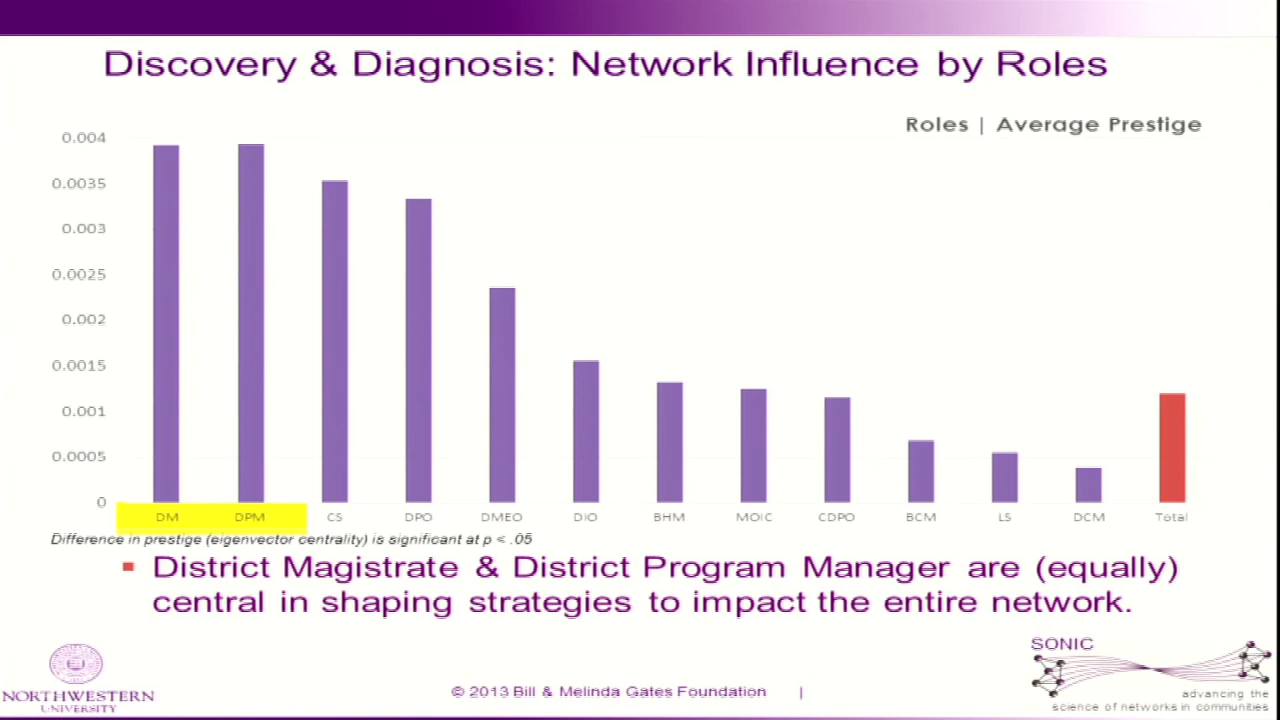 Discovery & Diagnosis: Network Influence by Roles
Roles | Average Prestige
0.004
0.0035
0.003
0.0025
0.002
0.0015
0.001
0.0005
0
DM DPM CS DPO DMEO DIO BHM MOIC CDPO BCM LS DCM Total
Difference in prestige (eigenvector centrality) is significant at p < .05
▪ District Magistrate & District Program Manager are (equally)
central in shaping strategies to impact the entire network.
SONIC
NORTHWESTERN
UNIVERSITY
© 2013 Bill & Melinda Gates Foundation |
advancing the
science of networks in communities